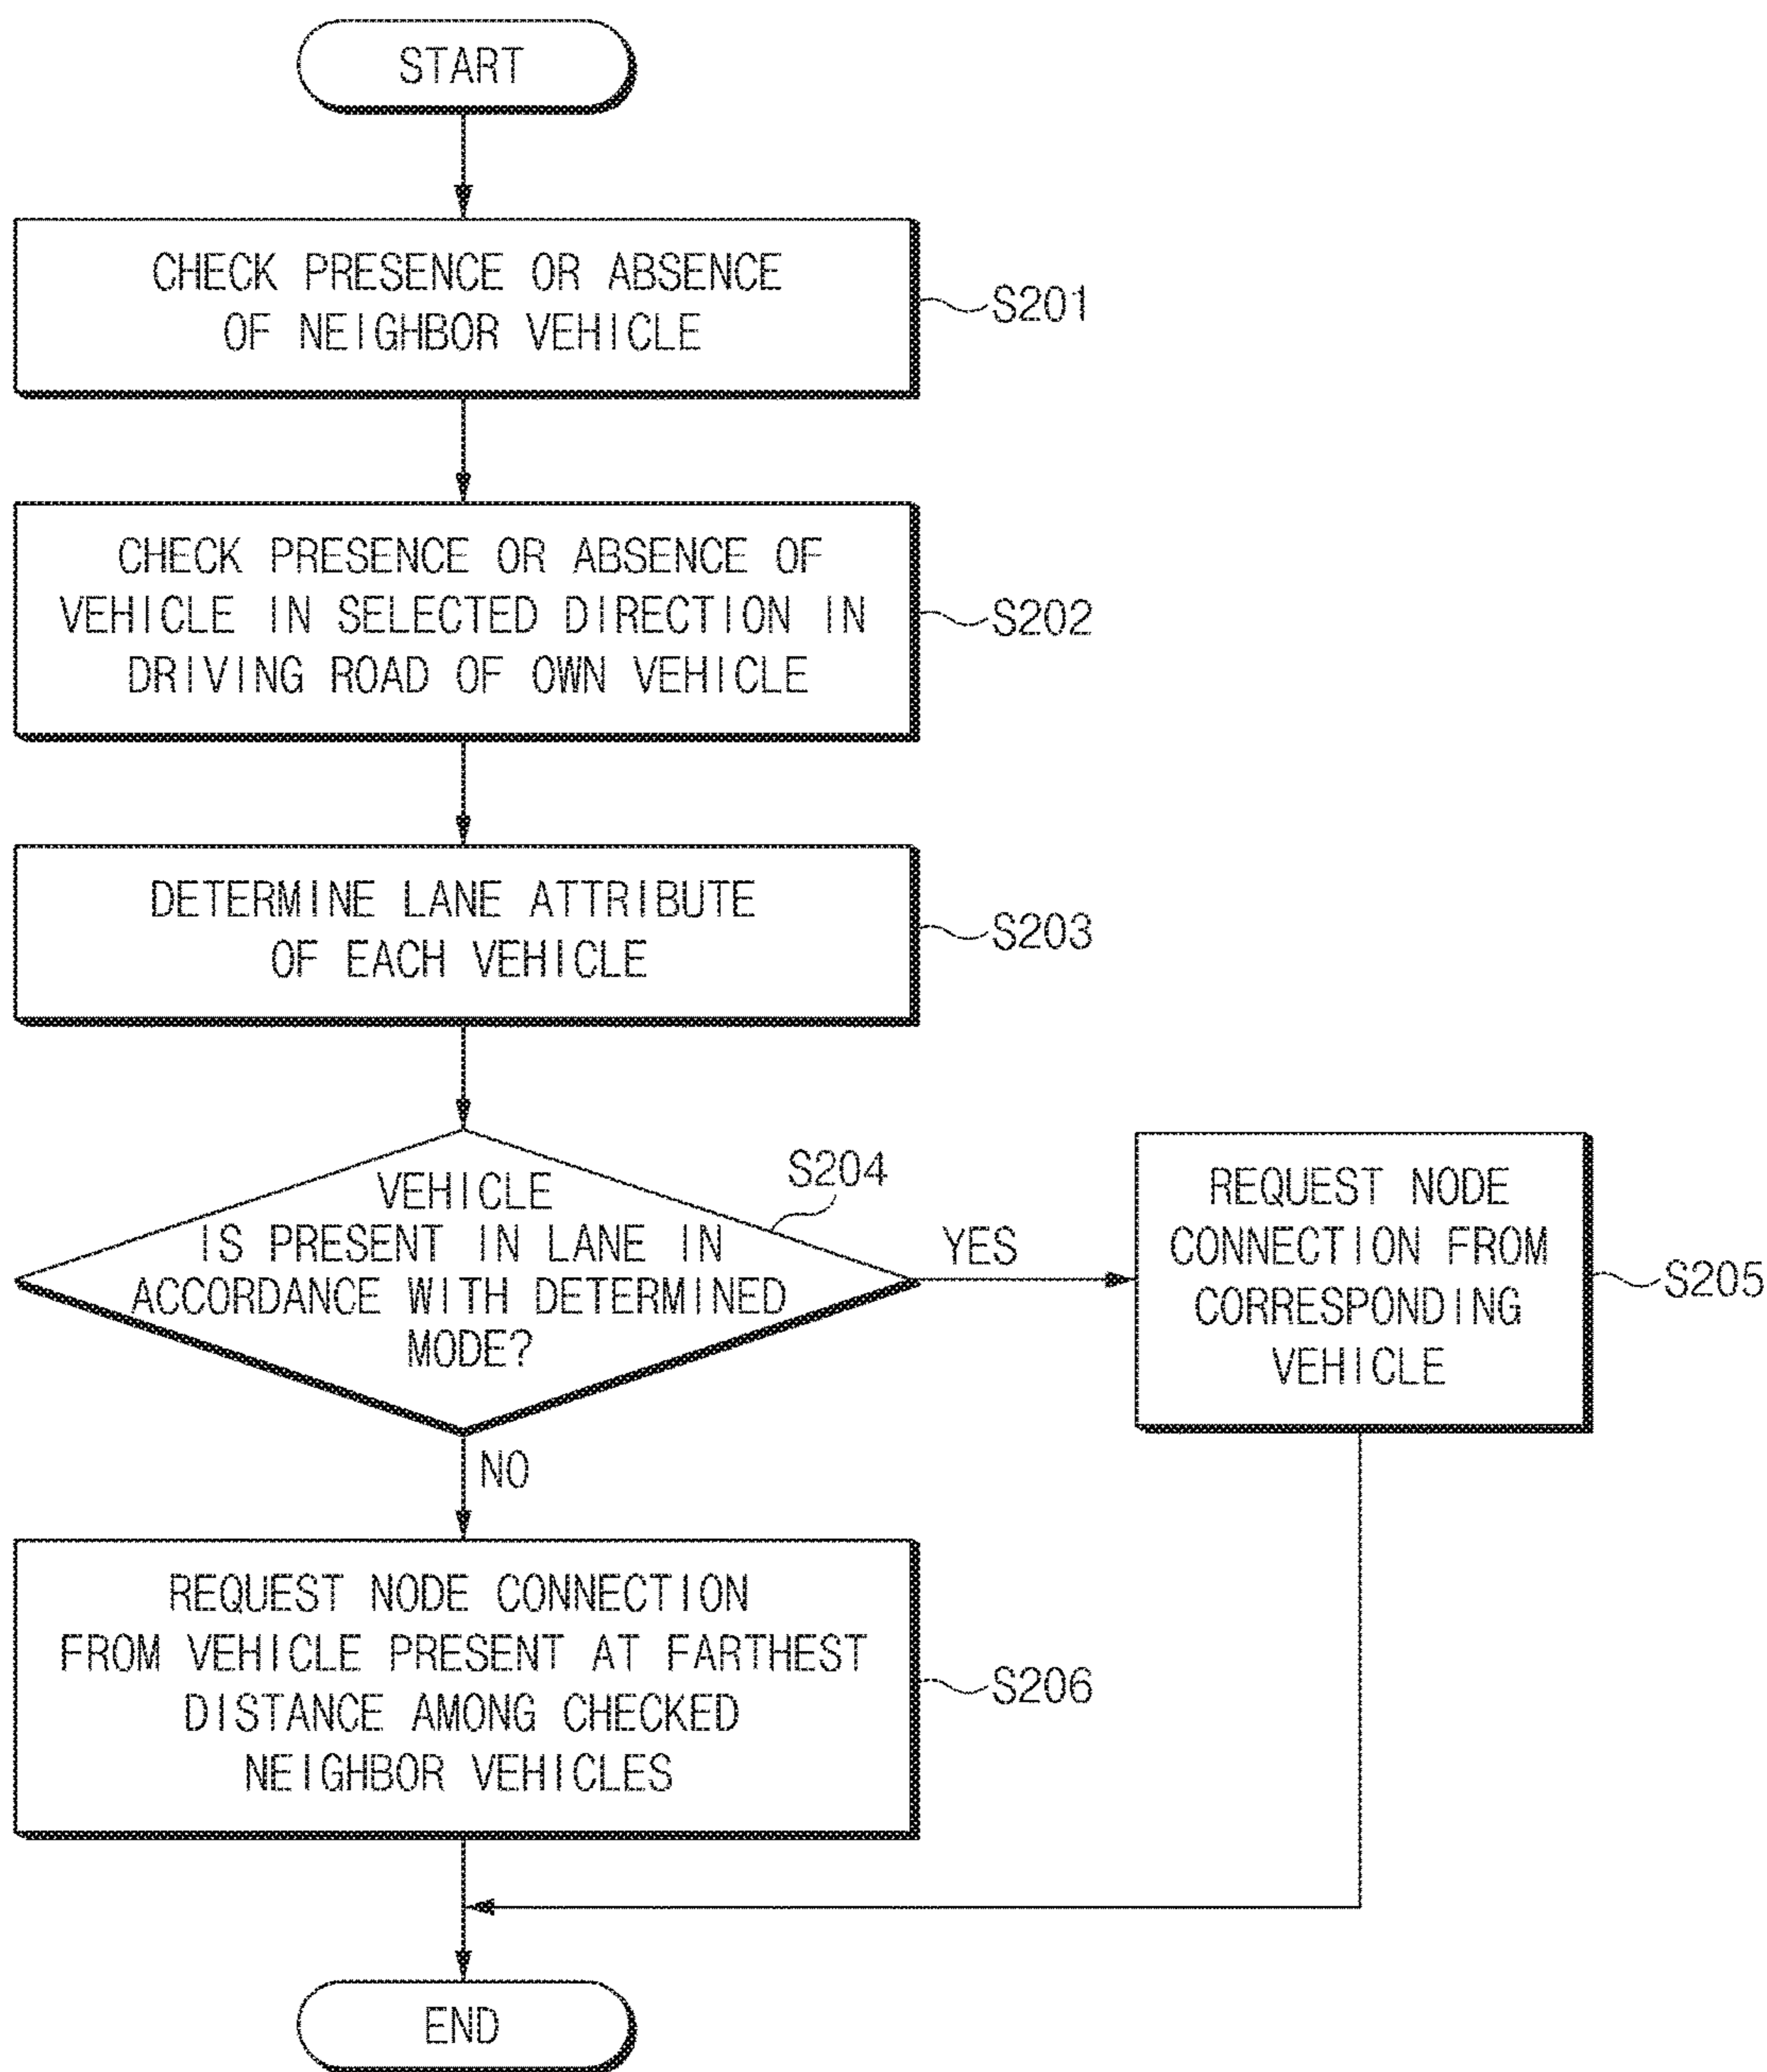 START
CHECK PRESENCE OR ABSENCE
OF NEIGHBOR VEHICLE
S201
CHECK PRESENCE OR ABSENCE OF
VEHICLE IN SELECTED DIRECTION IN
DRIVING ROAD OF OWN VEHICLE
S202
DETERMINE LANE ATTRIBUTE
OF EACH VEHICLE
S203
VEHICLE
IS PRESENT IN LANE IN
ACCORDANCE WITH DETERMINED
MODE?
S204
YES
REQUEST NODE
CONNECTION FROM
CORRESPONDING
VEHICLE
S205
NO
REQUEST NODE CONNECTION
FROM VEHICLE PRESENT AT FARTHEST
DISTANCE AMONG CHECKED
NEIGHBOR VEHICLES
S206
END